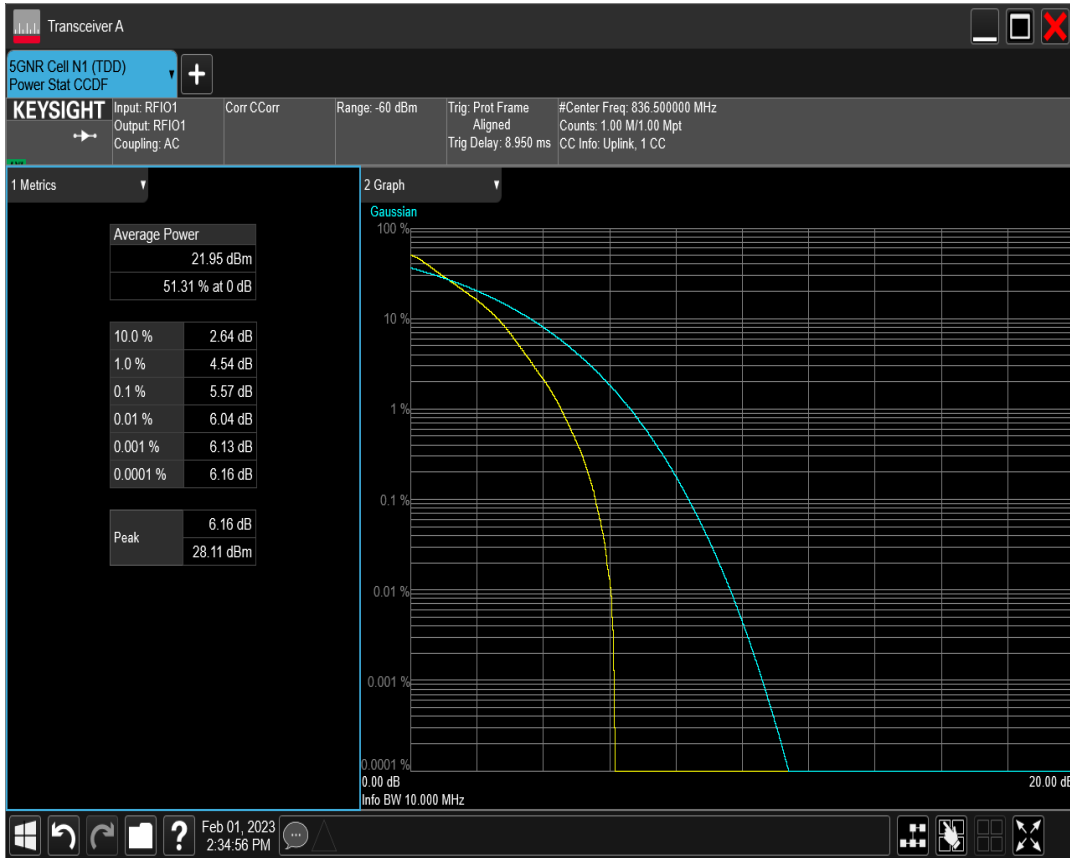 Transceiver A
5GNR Cell N1 (TDD)
Power Stat CCDF
+
KEYSIGHT
Input: RFIO1
Output: RFIO1
Coupling: AC
Corr CCorr
Range: -60 dBm
Trig: Prot Frame
Aligned
Trig Delay: 8.950 ms
#Center Freq: 836.500000 MHz
Counts: 1.00 M/1.00 Mpt
CC Info: Uplink, 1 CC
1 Metrics
Average Power
21.95 dBm
51.31 % at 0 dB
10.0 % 2.64 dB
1.0 % 4.54 dB
0.1 % 5.57 dB
0.01 % 6.04 dB
0.001 % 6.13 dB
0.0001 % 6.16 dB
Peak
6.16 dB
28.11 dBm
2 Graph
Gaussian
100 %
10 %
1 %
0.1 %
0.01 %
0.001 %
0.0001 %
0.00 dB
20.00 dB
Info BW 10.000 MHz
?
Feb 01, 2023
2:34:56 PM